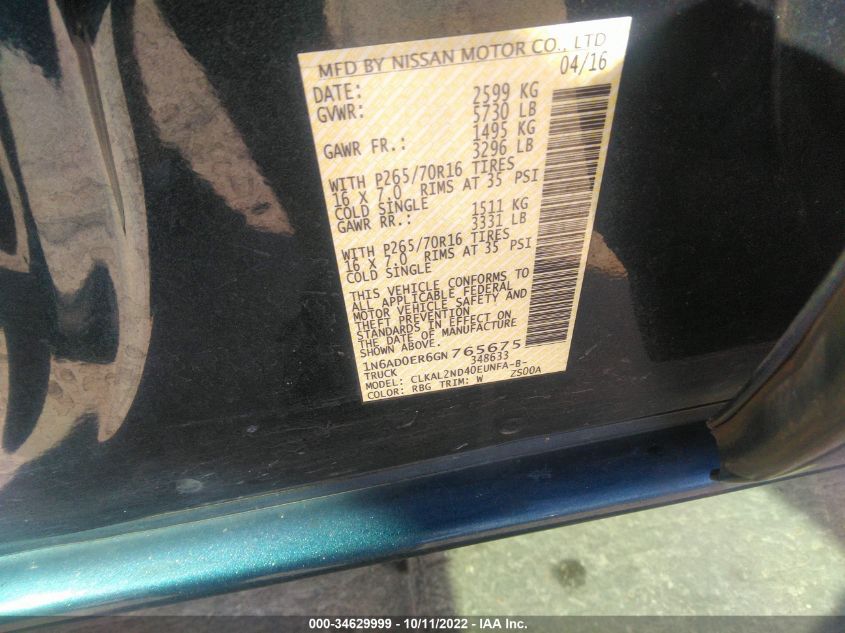 MFD BY NISSAN MOTOR CO., LTD
DATE: 04/16
GVWR: 2599 KG
5730 LB
GAWR FR.: 1495 KG
3296 LB
WITH P265/70R16 TIRES
16 X 7.0 RIMS AT 35 PSI
COLD SINGLE
GAWR RR.: 1511 KG
3331 LB
WITH P265/70R16 TIRES
16 X 7.0 RIMS AT 35 PSI
COLD SINGLE
THIS VEHICLE CONFORMS TO
ALL APPLICABLE FEDERAL
MOTOR VEHICLE SAFETY AND
THEFT PREVENTION
STANDARDS IN EFFECT ON
THE DATE OF MANUFACTURE
SHOWN ABOVE.
1N6AD0ER6GN765675
TRUCK 348633
MODEL: CLKAL2ND40EUNFA-B-
COLOR: RBG TRIM: W ZS00A
000-34629999 - 10/11/2022 - IAA Inc.